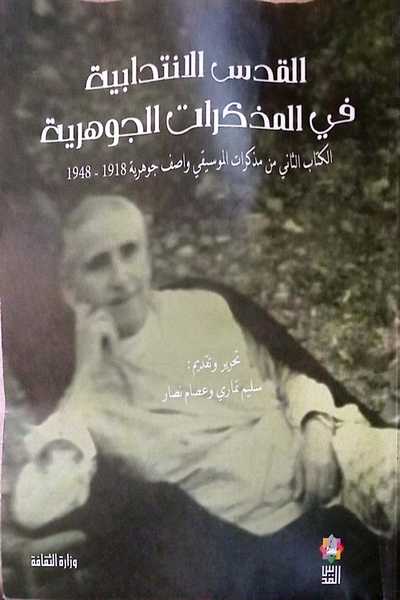 القدس الانتدابية
في المذكرات الجوهرية
الكتاب الثاني من مذكرات الموسيقي واصف جوهرية 1918 - 1948
تحرير وتقديم:
سليم تماري وعصام نصار
وزارة الثقافة
القدس